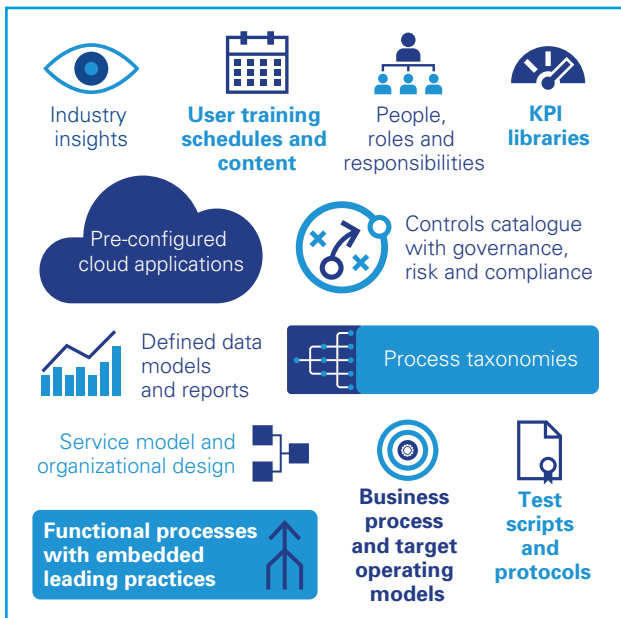 Industry
insights
User training
schedules and
content
People,
roles and
responsibilities
KPI
libraries
Pre-configured
cloud applications
Controls catalogue
with governance,
risk and compliance
Defined data
models
and reports
Process taxonomies
Service model and
organizational design
Functional processes
with embedded
leading practices
Business
process
and target
operating
models
Test
scripts
and
protocols